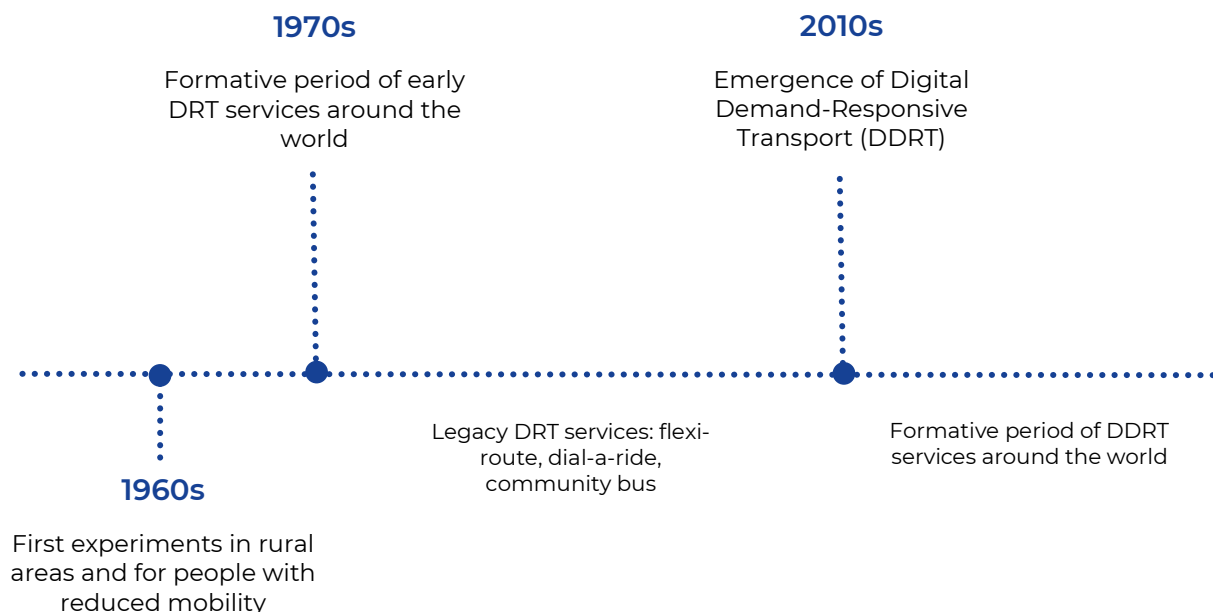 1970s
Formative period of early
DRT services around the
world
2010s
Emergence of Digital
Demand-Responsive
Transport (DDRT)
Legacy DRT services: flexi-
route, dial-a-ride,
community bus
Formative period of DDRT
services around the world
1960s
First experiments in rural
areas and for people with
reduced mobility